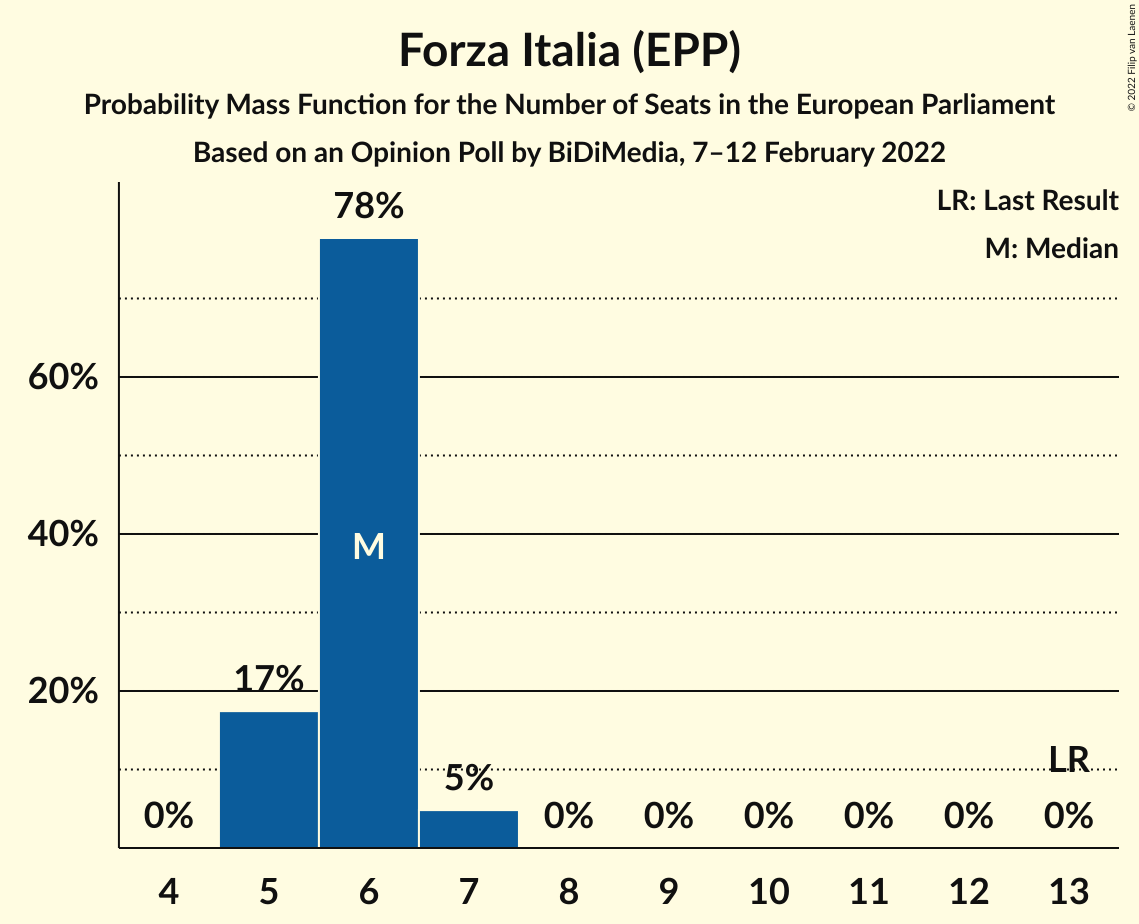 Forza Italia (EPP)
Probability Mass Function for the Number of Seats in the European Parliament
Based on an Opinion Poll by BiDiMedia, 7–12 February 2022
© 2022 Filip van Laenen
LR: Last Result
M: Median
78%
60%
40%
M
17%
20%
LR
5%
0% 0% 0% 0% 0% 0% 0%
4 5 6 7 8 9 10 11 12 13